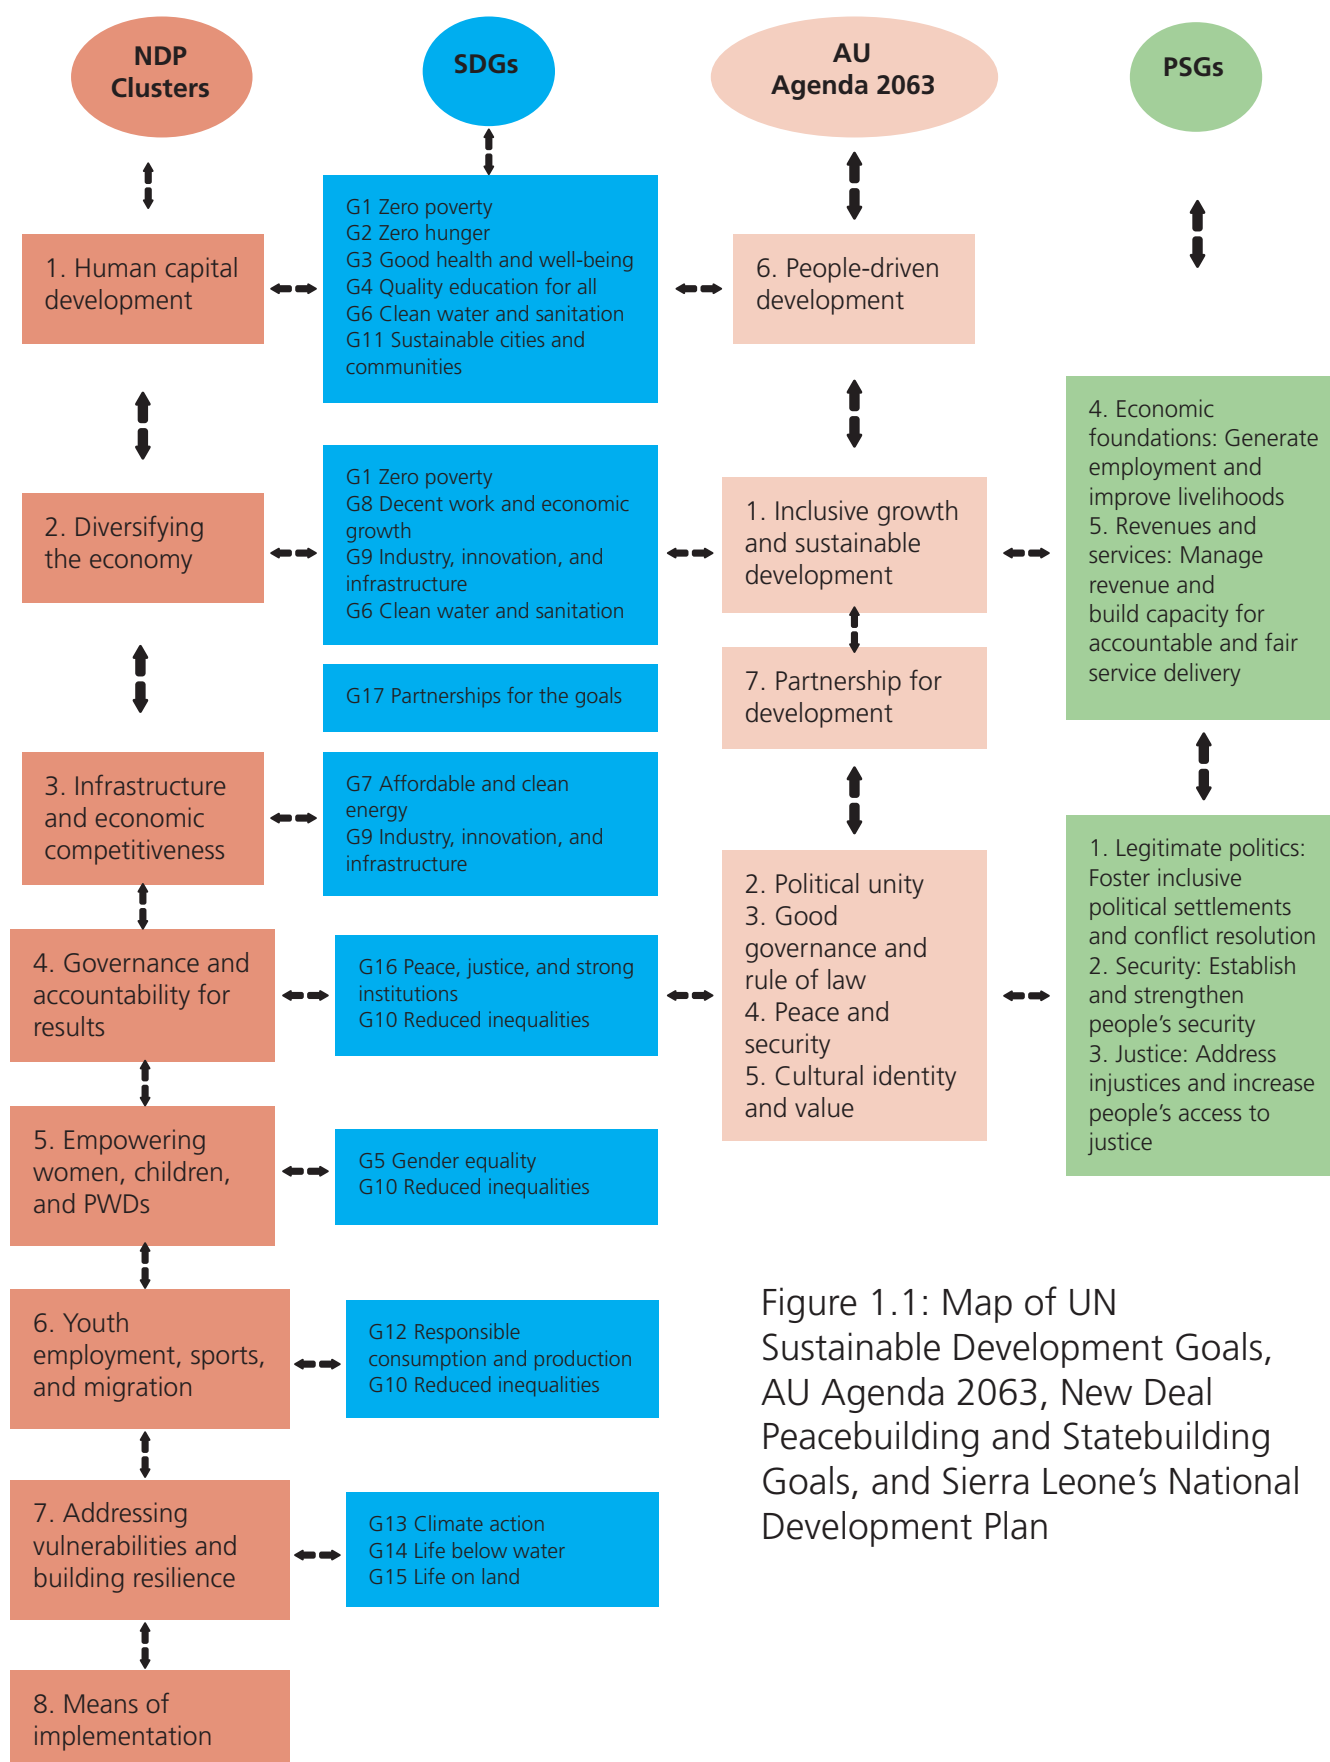 NDP
Clusters
SDGs
AU
Agenda 2063
PSGs
1. Human capital
development
G1 Zero poverty
G2 Zero hunger
G3 Good health and well-being
G4 Quality education for all
G6 Clean water and sanitation
G11 Sustainable cities and
communities
6. People-driven
development
2. Diversifying
the economy
G1 Zero poverty
G8 Decent work and economic
growth
G9 Industry, innovation, and
infrastructure
G6 Clean water and sanitation
1. Inclusive growth
and sustainable
development
4. Economic
foundations: Generate
employment and
improve livelihoods
5. Revenues and
services: Manage
revenue and
build capacity for
accountable and fair
service delivery
G17 Partnerships for the goals
7. Partnership for
development
3. Infrastructure
and economic
competitiveness
G7 Affordable and clean
energy
G9 Industry, innovation, and
infrastructure
4. Governance and
accountability for
results
G16 Peace, justice, and strong
institutions
G10 Reduced inequalities
2. Political unity
3. Good
governance and
rule of law
4. Peace and
security
5. Cultural identity
and value
1. Legitimate politics:
Foster inclusive
political settlements
and conflict resolution
2. Security: Establish
and strengthen
people’s security
3. Justice: Address
injustices and increase
people’s access to
justice
5. Empowering
women, children,
and PWDs
G5 Gender equality
G10 Reduced inequalities
6. Youth
employment, sports,
and migration
G12 Responsible
consumption and production
G10 Reduced inequalities
7. Addressing
vulnerabilities and
building resilience
G13 Climate action
G14 Life below water
G15 Life on land
8. Means of
implementation
Figure 1.1: Map of UN
Sustainable Development Goals,
AU Agenda 2063, New Deal
Peacebuilding and Statebuilding
Goals, and Sierra Leone’s National
Development Plan